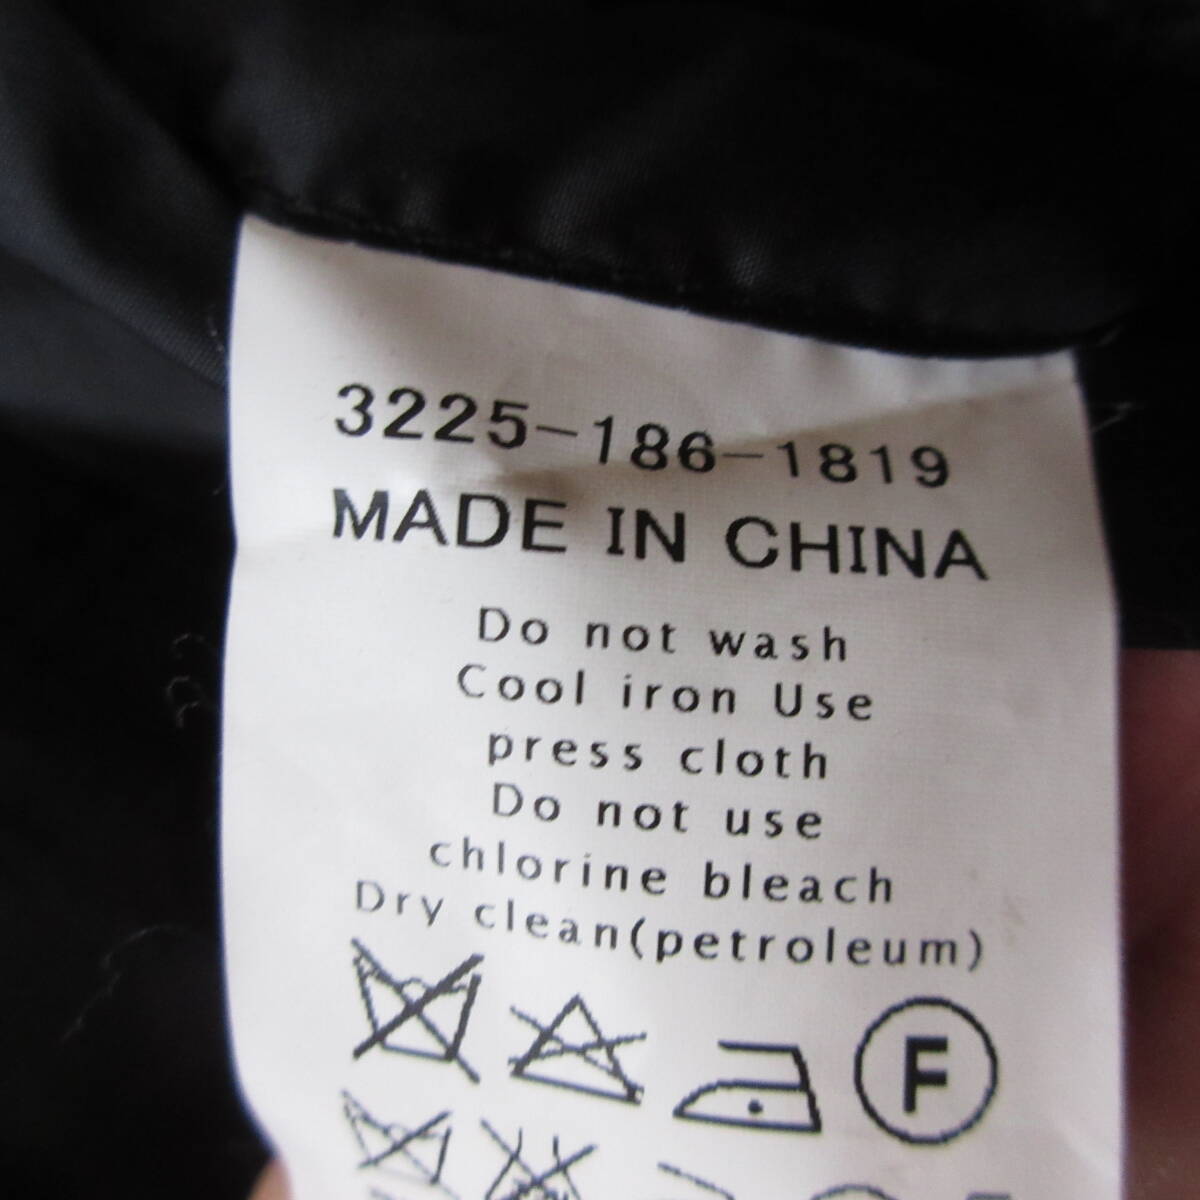 3225-186-1819
MADE IN CHINA
Do not wash
Cool iron Use
press cloth
Do not use
chlorine bleach
Dry clean(petroleum)
F